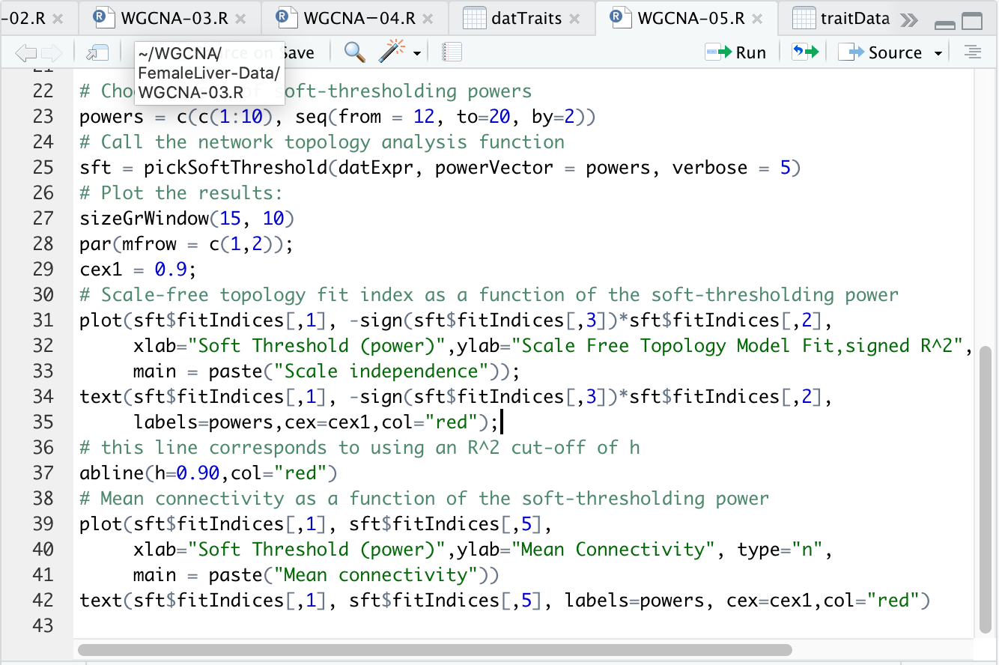 -02.R
WGCNA-03.R
WGCNA-04.R
datTraits
WGCNA-05.R
traitData
Save
Run
Source
~/WGCNA/
FemaleLiver-Data/
WGCNA-03.R
22 # Cho of soft-thresholding powers
23 powers = c(c(1:10), seq(from = 12, to=20, by=2))
24 # Call the network topology analysis function
25 sft = pickSoftThreshold(datExpr, powerVector = powers, verbose = 5)
26 # Plot the results:
27 sizeGrWindow(15, 10)
28 par(mfrow = c(1,2));
29 cex1 = 0.9;
30 # Scale-free topology fit index as a function of the soft-thresholding power
31 plot(sft$fitIndices[,1], -sign(sft$fitIndices[,3])*sft$fitIndices[,2],
32 xlab="Soft Threshold (power)",ylab="Scale Free Topology Model Fit,signed R^2",
33 main = paste("Scale independence"));
34 text(sft$fitIndices[,1], -sign(sft$fitIndices[,3])*sft$fitIndices[,2],
35 labels=powers,cex=cex1,col="red");
36 # this line corresponds to using an R^2 cut-off of h
37 abline(h=0.90,col="red")
38 # Mean connectivity as a function of the soft-thresholding power
39 plot(sft$fitIndices[,1], sft$fitIndices[,5],
40 xlab="Soft Threshold (power)",ylab="Mean Connectivity", type="n",
41 main = paste("Mean connectivity"))
42 text(sft$fitIndices[,1], sft$fitIndices[,5], labels=powers, cex=cex1,col="red")
43